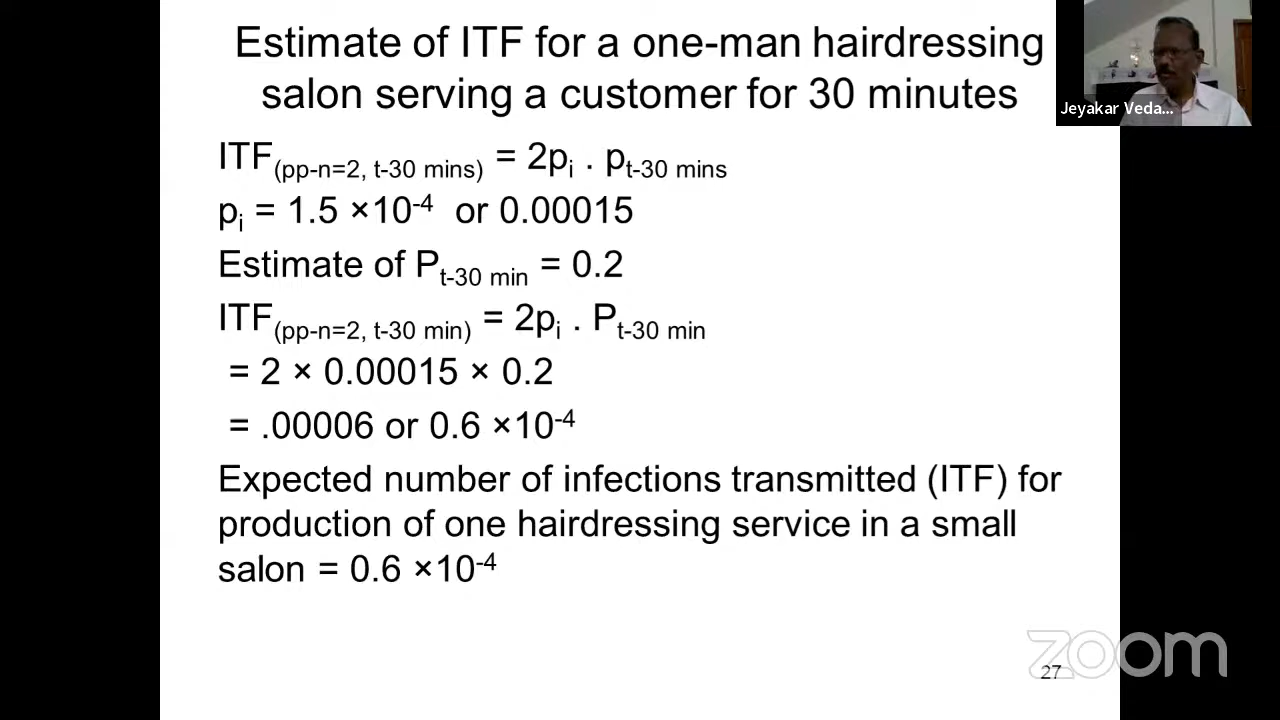 Estimate of ITF for a one-man hairdressing
salon serving a customer for 30 minutes
Jeyakar Veda...
ITF(pp-n=2, t-30 mins) = 2pi . pt-30 mins
pi = 1.5 ×10-4 or 0.00015
Estimate of Pt-30 min = 0.2
ITF(pp-n=2, t-30 min) = 2pi . Pt-30 min
= 2 × 0.00015 × 0.2
= .00006 or 0.6 ×10-4
Expected number of infections transmitted (ITF) for
production of one hairdressing service in a small
salon = 0.6 ×10-4
zoom
27